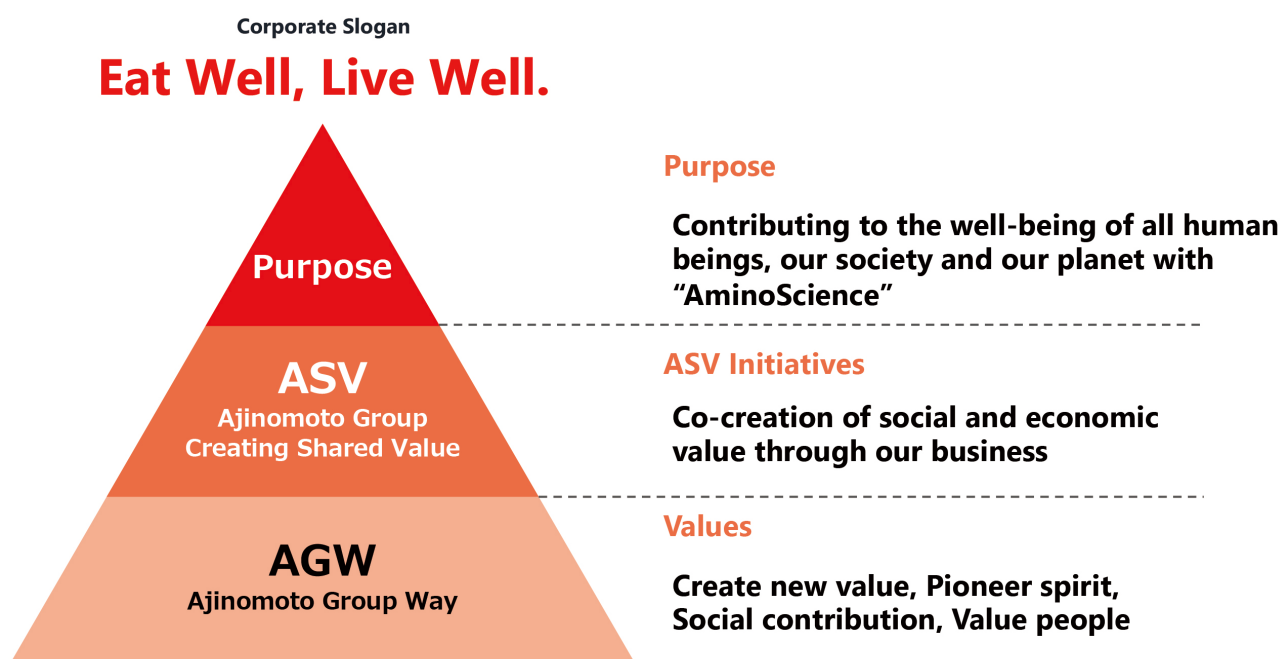 Corporate Slogan
Eat Well, Live Well.
Purpose
Purpose
Contributing to the well-being of all human
beings, our society and our planet with
“AminoScience”
ASV
Ajinomoto Group
Creating Shared Value
ASV Initiatives
Co-creation of social and economic
value through our business
AGW
Ajinomoto Group Way
Values
Create new value, Pioneer spirit,
Social contribution, Value people